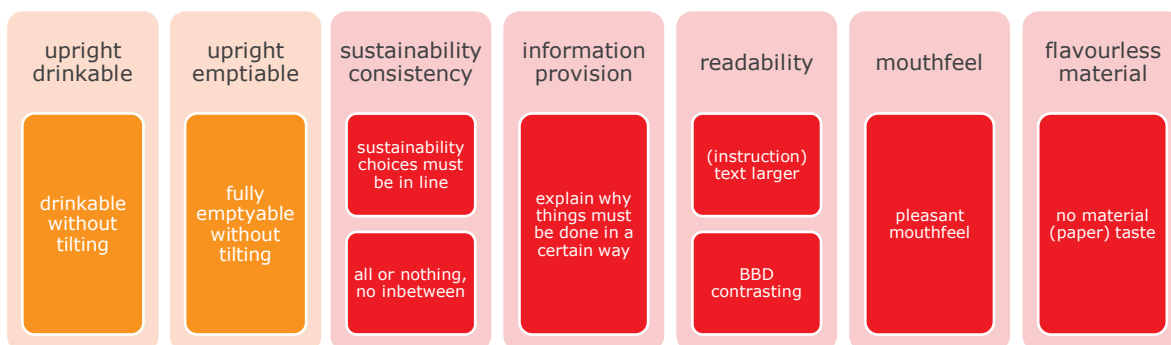 upright
drinkable
drinkable
without
tilting
upright
emptiable
fully
emptyable
without
tilting
sustainability
consistency
sustainability
choices must
be in line
all or nothing,
no inbetween
information
provision
explain why
things must
be done in a
certain way
readability
(instruction)
text larger
BBD
contrasting
mouthfeel
pleasant
mouthfeel
flavourless
material
no material
(paper) taste